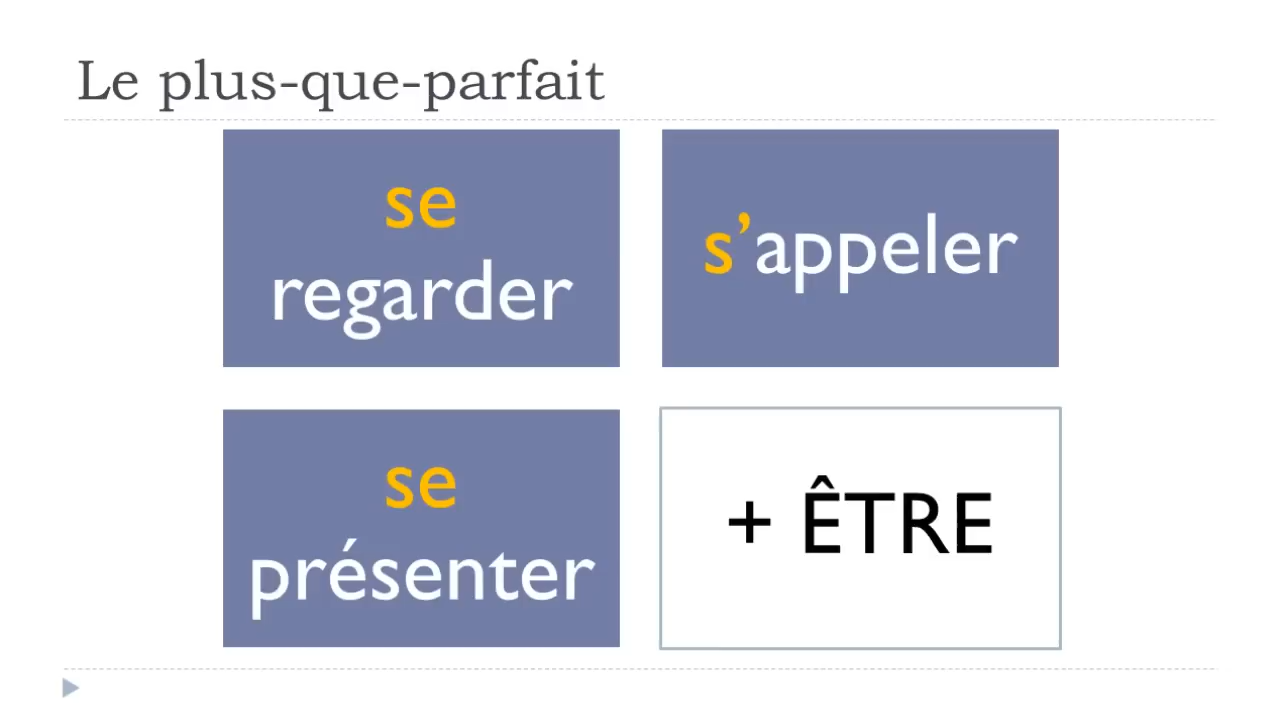 Le plus-que-parfait
se
regarder
s’appeler
se
présenter
+ ÊTRE